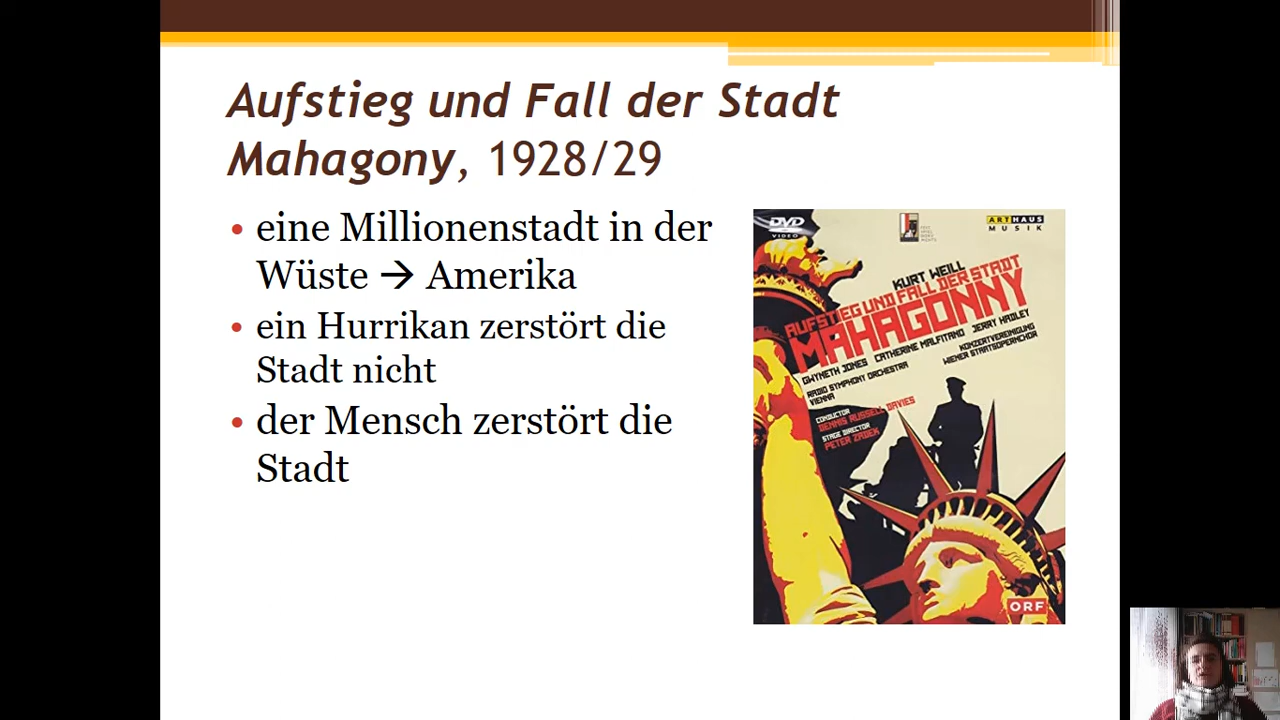 Aufstieg und Fall der Stadt
Mahagony, 1928/29
eine Millionenstadt in der
Wüste → Amerika
ein Hurrikan zerstört die
Stadt nicht
der Mensch zerstört die
Stadt
DVD
VIDEO
ARTHAUS
MUSIK
KURT WEILL
AUFSTIEG UND FALL DER STADT
MAHAGONNY
GWYNETH JONES CATHERINE MALFITANO JERRY HADLEY
RADIO SYMPHONY ORCHESTRA
VIENNA
KONZERTVEREINIGUNG
WIENER STAATSOPERNCHOR
CONDUCTOR
DENNIS RUSSELL DAVIES
STAGE DIRECTOR
PETER ZADEK
ORF